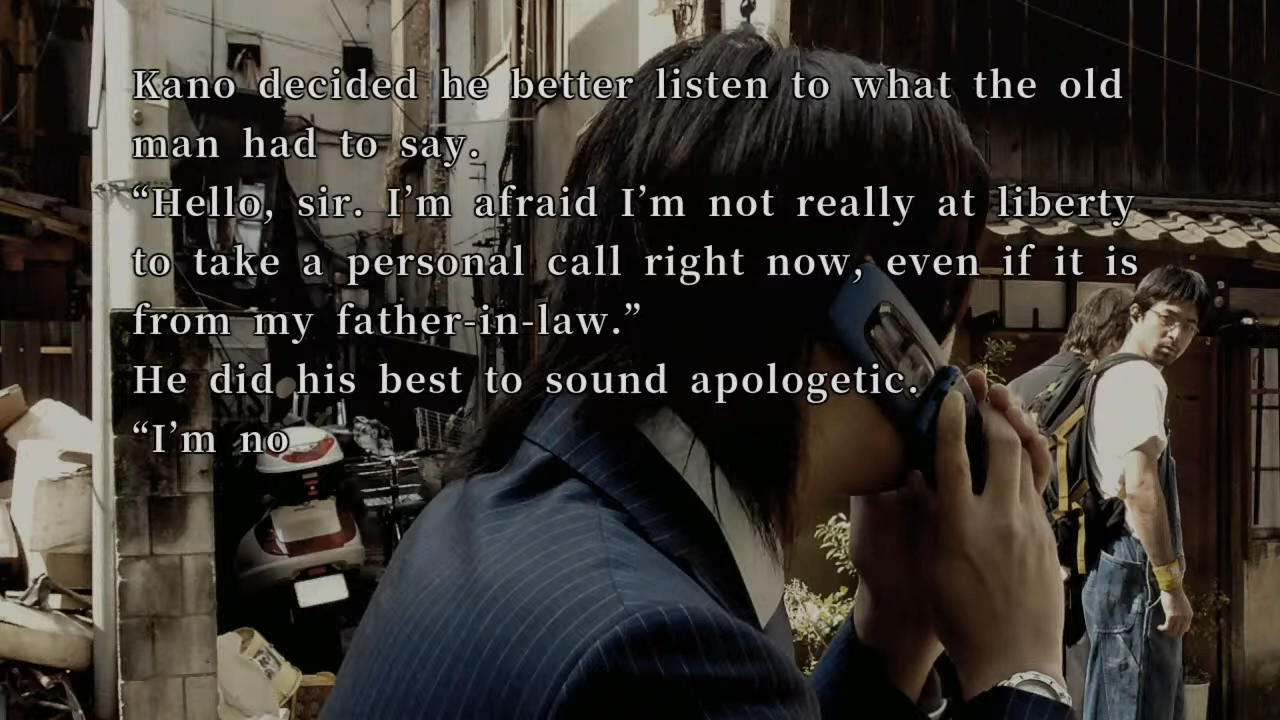 Kano decided he better listen to what the old
man had to say.
“Hello, sir. I’m afraid I’m not really at liberty
to take a personal call right now, even if it is
from my father-in-law.”
He did his best to sound apologetic.
“I’m no